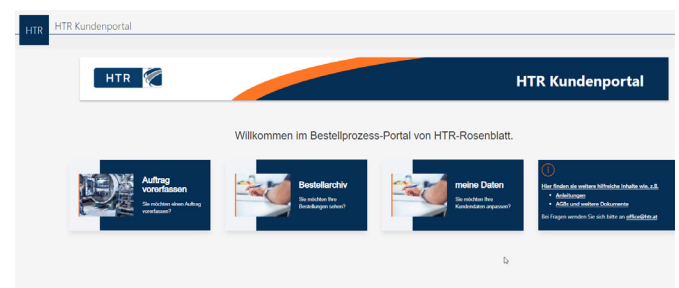 HTR HTR Kundenportal
HTR HTR Kundenportal
Willkommen im Bestellprozess-Portal von HTR-Rosenblatt.
Auftrag
vorerfassen
Sie möchten einen Auftrag
vorerfassen?
Bestellarchiv
Sie möchten Ihre
Bestellungen sehen?
meine Daten
Sie möchten Ihre
Kundendaten anpassen?
Hier finden sie weitere hilfreiche Inhalte wie, z.B.
• Anleitungen
• AGBs und weitere Dokumente
Bei Fragen wenden Sie sich bitte an office@htr.at